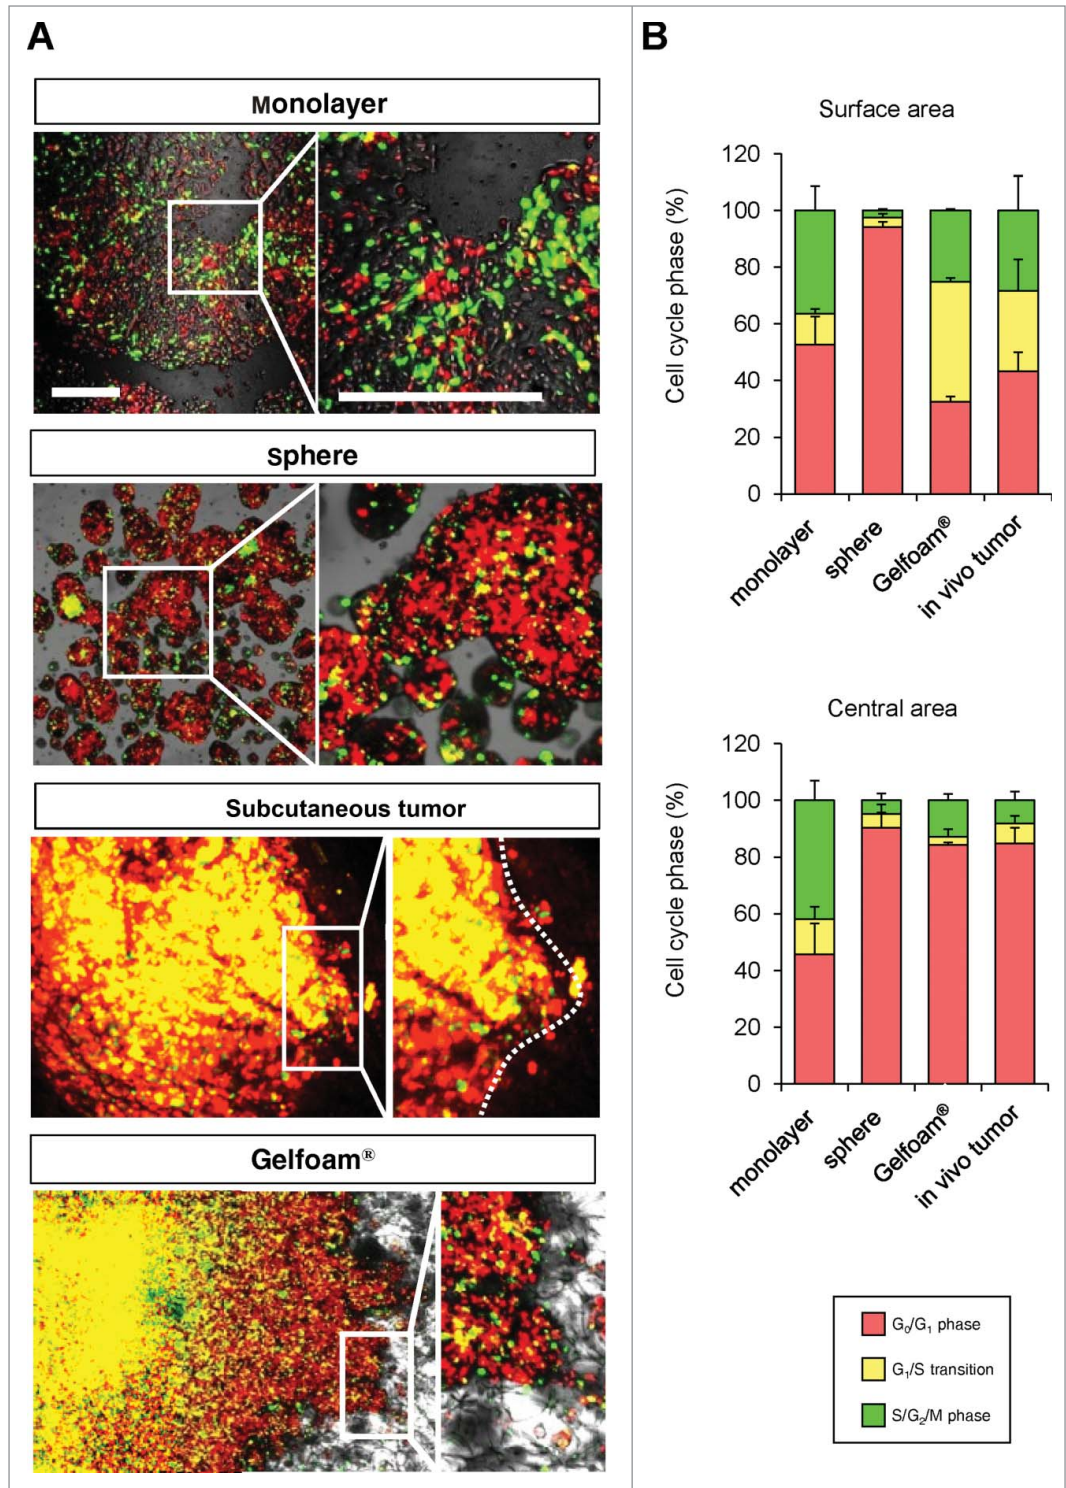 A
Monolayer
Sphere
Subcutaneous tumor
Gelfoam®
B
Surface area
Cell cycle phase (%)
120
100
80
60
40
20
0
monolayer
sphere
Gelfoam®
in vivo tumor
Central area
Cell cycle phase (%)
120
100
80
60
40
20
0
monolayer
sphere
Gelfoam®
in vivo tumor
G₀/G₁ phase
G₁/S transition
S/G₂/M phase